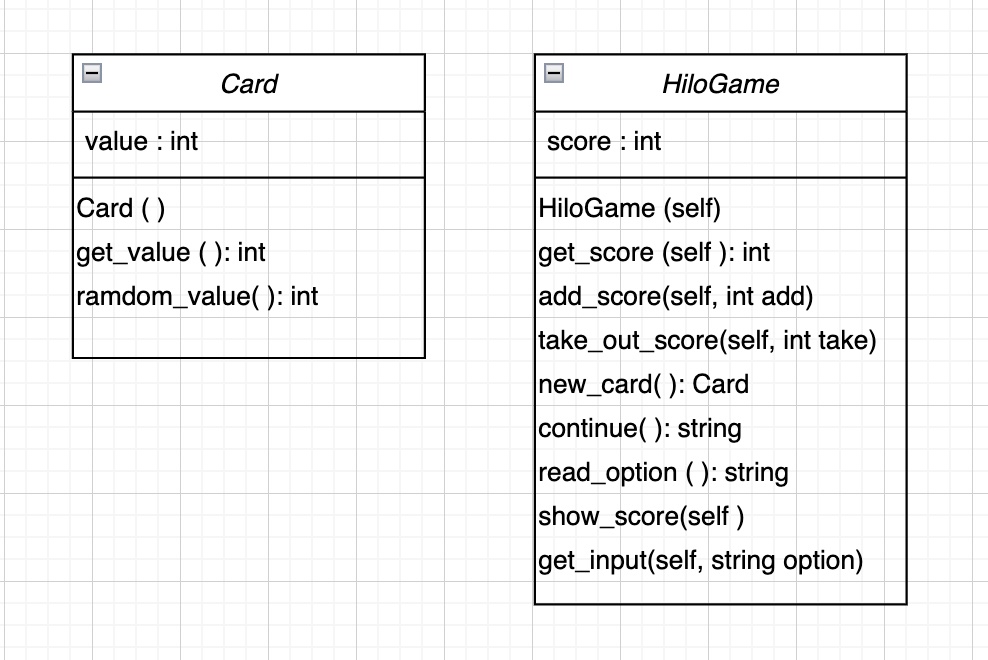 Card
value : int
Card ( )
get_value ( ): int
ramdom_value( ): int
HiloGame
score : int
HiloGame (self)
get_score (self ): int
add_score(self, int add)
take_out_score(self, int take)
new_card( ): Card
continue( ): string
read_option ( ): string
show_score(self )
get_input(self, string option)